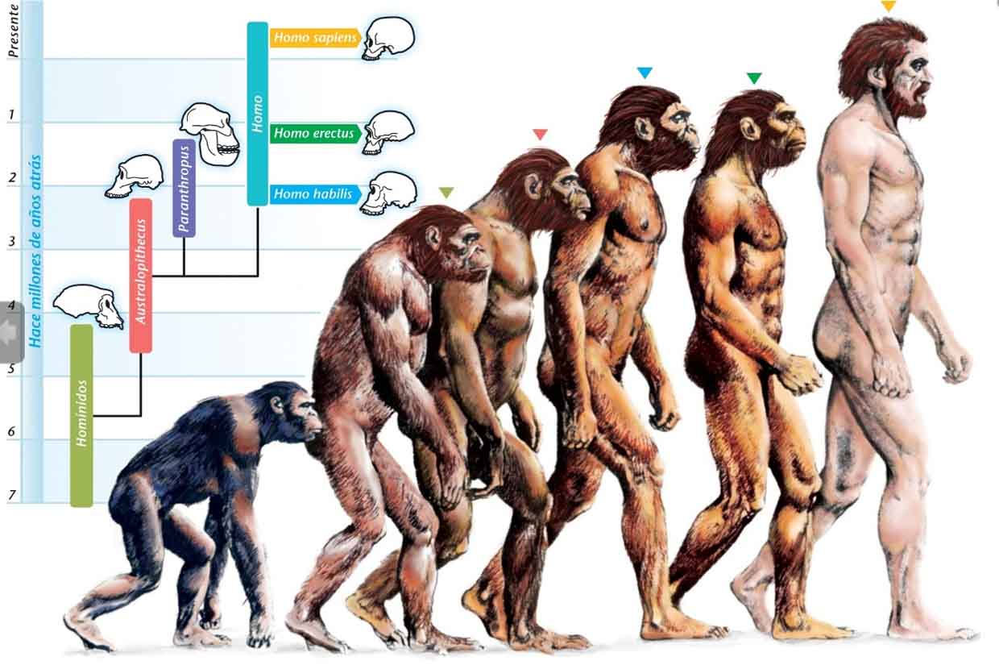 Presente
1
2
3
4
5
6
7
Hace millones de años atrás
Homínidos
Australopithecus
Paranthropus
Homo
Homo sapiens
Homo erectus
Homo habilis